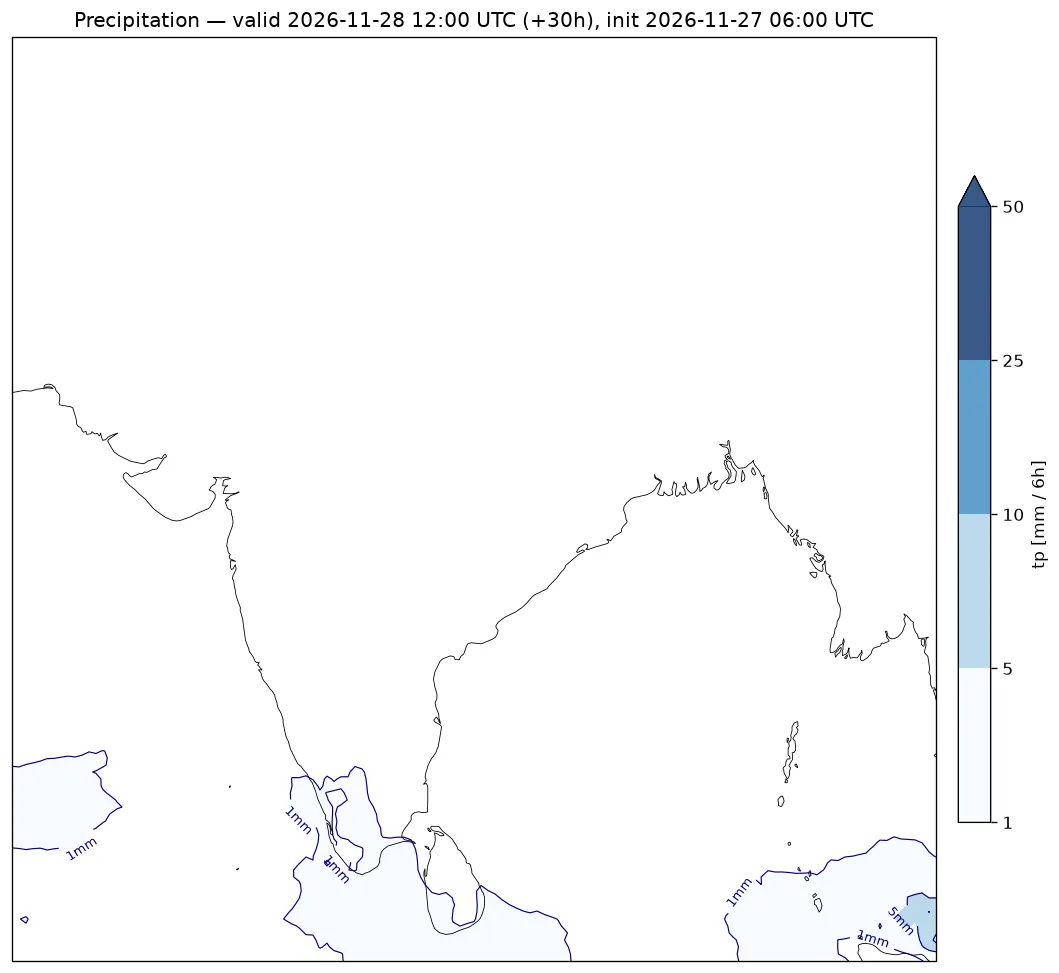 Precipitation — valid 2026-11-28 12:00 UTC (+30h), init 2026-11-27 06:00 UTC
50
25
10
5
1
tp [mm / 6h]
1mm
1mm
1mm
1mm
5mm
1mm